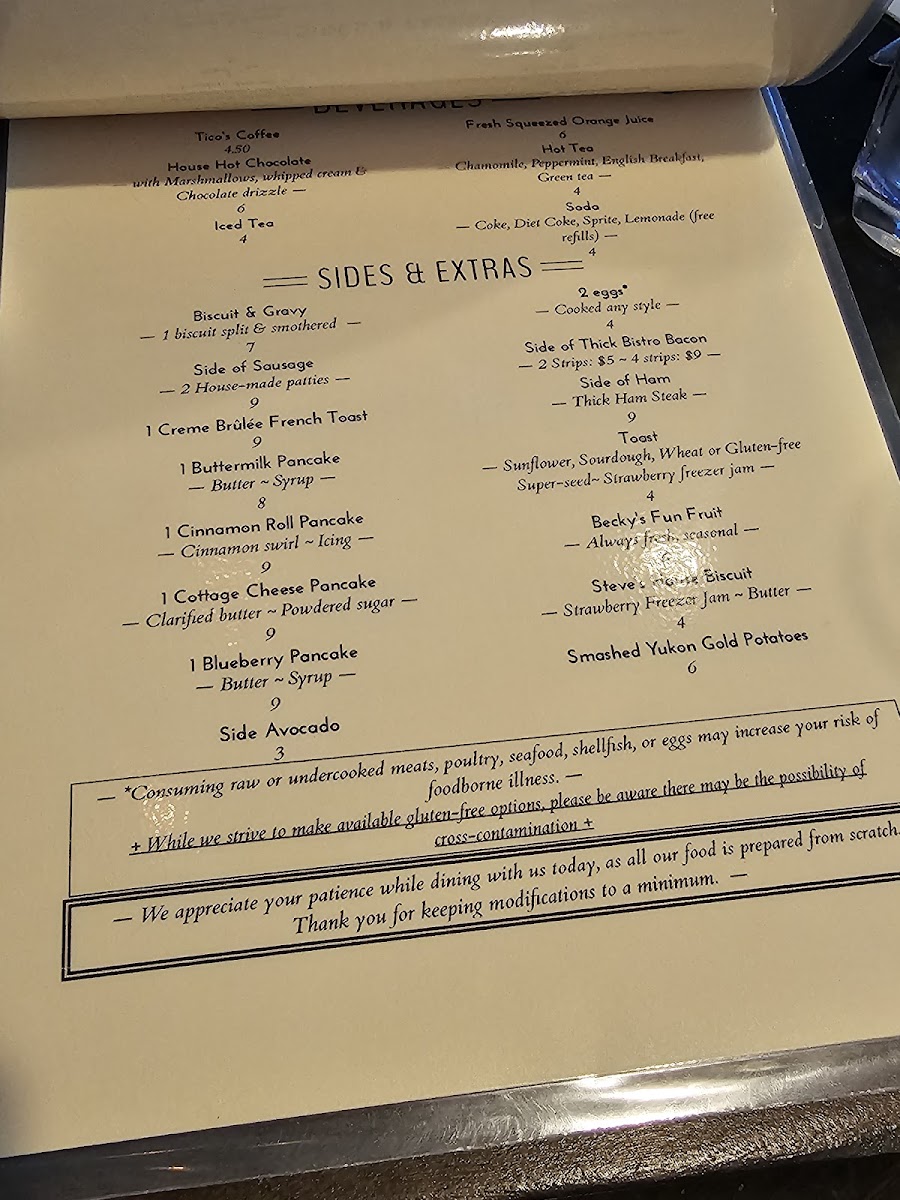 BEVERAGES
Tico's Coffee
4.50
House Hot Chocolate
with Marshmallows, whipped cream &
Chocolate drizzle —
6
Iced Tea
4
Fresh Squeezed Orange Juice
6
Hot Tea
Chamomile, Peppermint, English Breakfast,
Green tea —
4
Soda
— Coke, Diet Coke, Sprite, Lemonade (free
refills) —
4
SIDES & EXTRAS
Biscuit & Gravy
— 1 biscuit split & smothered —
7
Side of Sausage
— 2 House-made patties —
9
1 Creme Brûlée French Toast
9
1 Buttermilk Pancake
— Butter ~ Syrup —
8
1 Cinnamon Roll Pancake
— Cinnamon swirl ~ Icing —
9
1 Cottage Cheese Pancake
— Clarified butter ~ Powdered sugar —
9
1 Blueberry Pancake
— Butter ~ Syrup —
9
Side Avocado
3
2 eggs*
— Cooked any style —
4
Side of Thick Bistro Bacon
— 2 Strips: $5 ~ 4 strips: $9 —
Side of Ham
— Thick Ham Steak —
9
Toast
— Sunflower, Sourdough, Wheat or Gluten-free
Super-seed~ Strawberry freezer jam —
4
Becky's Fun Fruit
— Always fresh, seasonal —
Steve's House Biscuit
— Strawberry Freezer Jam ~ Butter —
4
Smashed Yukon Gold Potatoes
6
— *Consuming raw or undercooked meats, poultry, seafood, shellfish, or eggs may increase your risk of
foodborne illness. —
+ While we strive to make available gluten-free options, please be aware there may be the possibility of
cross-contamination +
— We appreciate your patience while dining with us today, as all our food is prepared from scratch.
Thank you for keeping modifications to a minimum. —